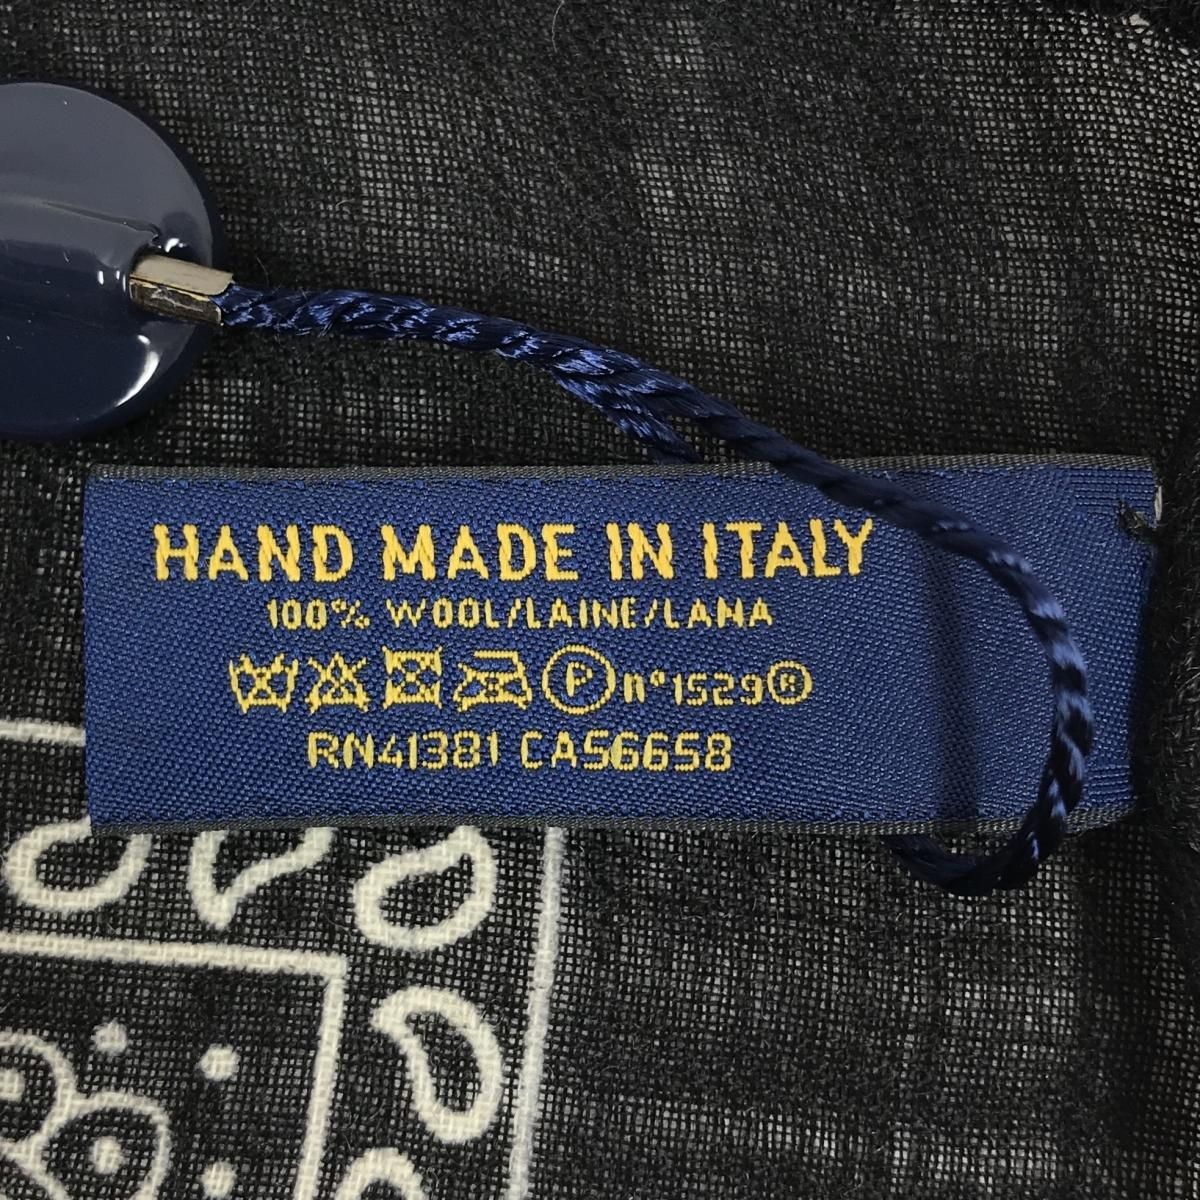 HAND MADE IN ITALY
100% WOOL/LAINE/LANA
P n°1529®
RN41381 CA56658